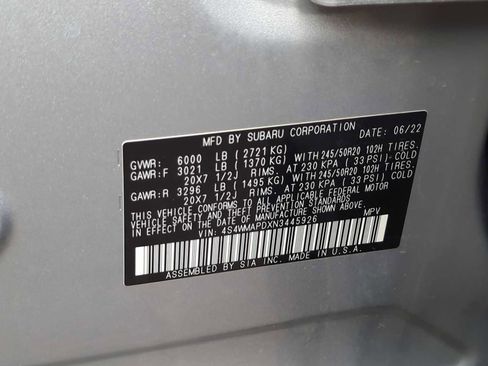 MFD BY SUBARU CORPORATION DATE: 06/22
GVWR: 6000 LB (2721 KG)
GAWR:F 3021 LB (1370 KG) WITH 245/50R20 102H TIRES.
20X7 1/2J RIMS. AT 230 KPA (33 PSI)-COLD
GAWR:R 3296 LB (1495 KG) WITH 245/50R20 102H TIRES.
20X7 1/2J RIMS. AT 230 KPA (33 PSI)-COLD
THIS VEHICLE CONFORMS TO ALL APPLICABLE FEDERAL MOTOR
VEHICLE SAFETY AND THEFT PREVENTION STANDARDS
IN EFFECT ON THE DATE OF MANUFACTURE SHOWN ABOVE.
VIN: 4S4WMAPDXN3445926 MPV
ASSEMBLED BY SIA INC. MADE IN U.S.A.